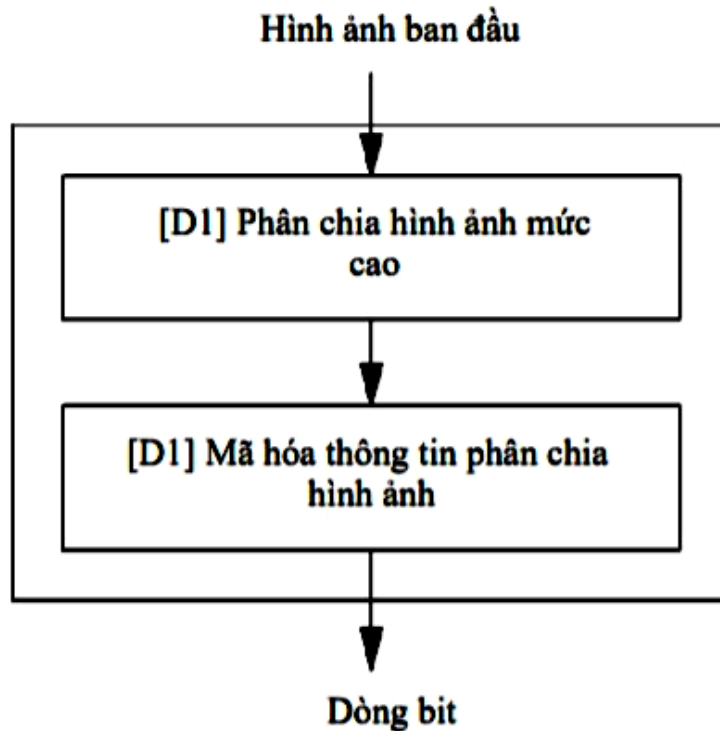 Hình ảnh ban đầu
[D1] Phân chia hình ảnh mức
cao
[D1] Mã hóa thông tin phân chia
hình ảnh
Dòng bit